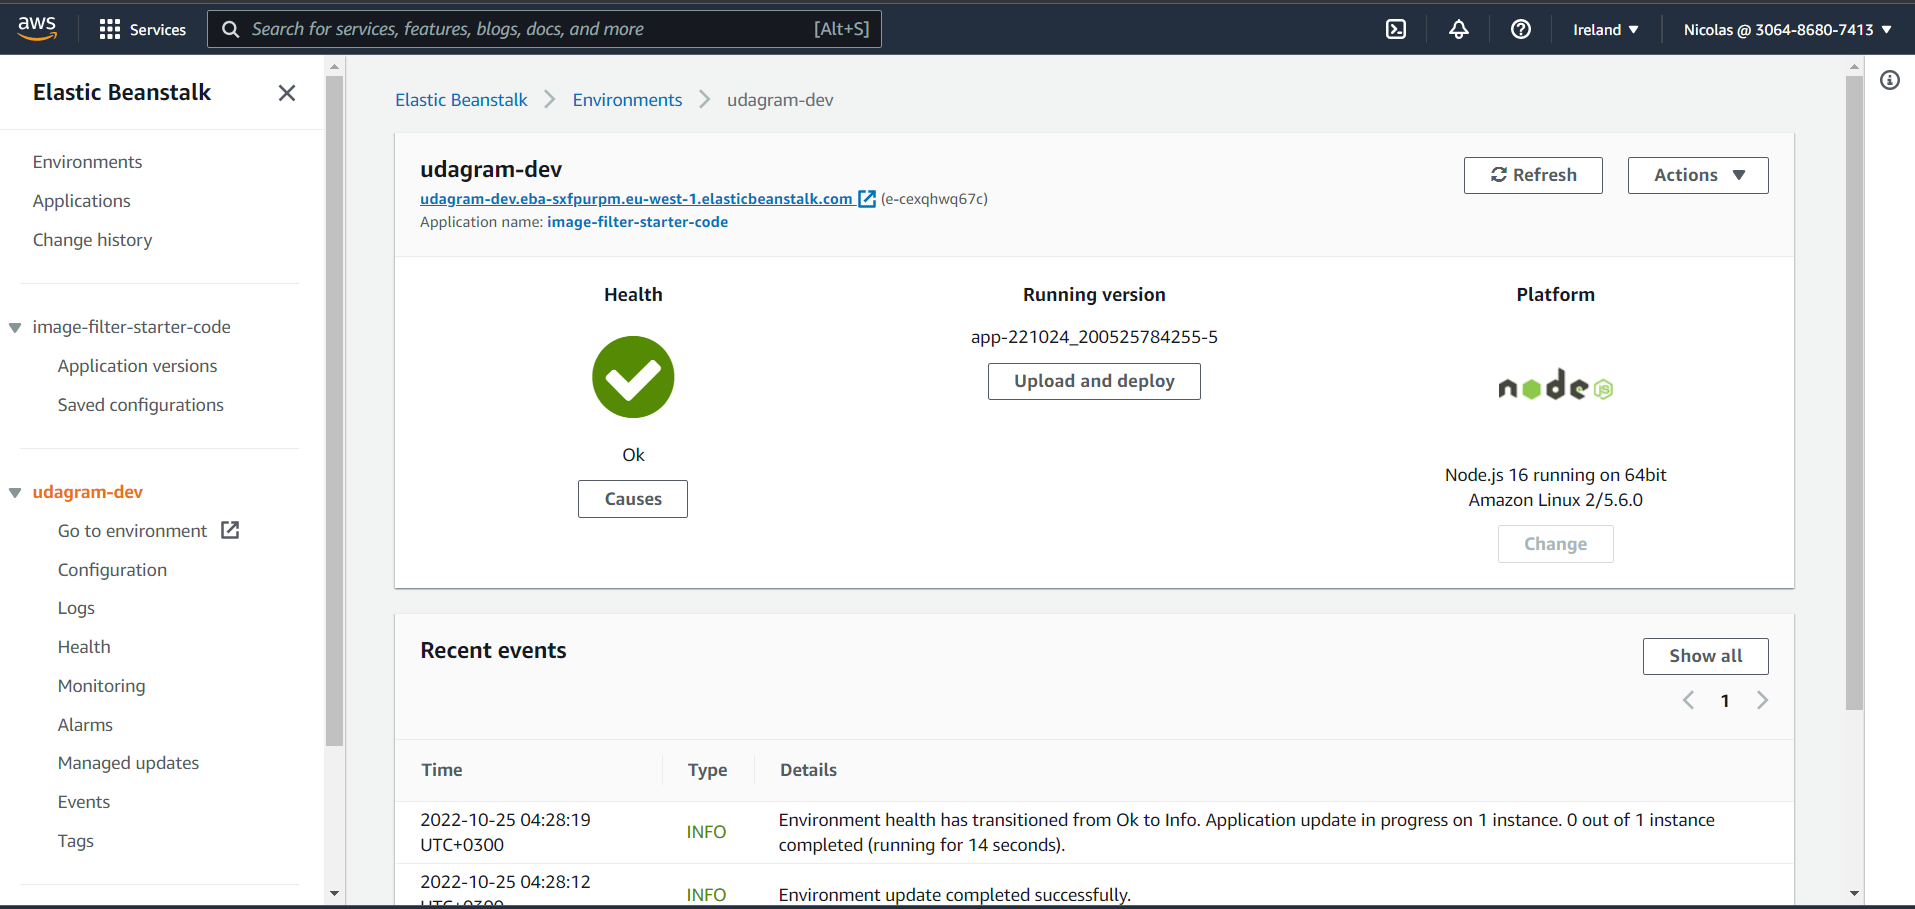 aws
Services
Search for services, features, blogs, docs, and more
[Alt+S]
Ireland
Nicolas @ 3064-8680-7413
Elastic Beanstalk
Environments
Applications
Change history
image-filter-starter-code
Application versions
Saved configurations
udagram-dev
Go to environment
Configuration
Logs
Health
Monitoring
Alarms
Managed updates
Events
Tags
Elastic Beanstalk
Environments
udagram-dev
udagram-dev
udagram-dev.eba-sxfpurpm.eu-west-1.elasticbeanstalk.com (e-cexqhwq67c)
Application name: image-filter-starter-code
Refresh
Actions
Health
Ok
Causes
Running version
app-221024_200525784255-5
Upload and deploy
Platform
node JS
Node.js 16 running on 64bit
Amazon Linux 2/5.6.0
Change
Recent events
Show all
1
Time
Type
Details
2022-10-25 04:28:19
UTC+0300
INFO
Environment health has transitioned from Ok to Info. Application update in progress on 1 instance. 0 out of 1 instance
completed (running for 14 seconds).
2022-10-25 04:28:12
UTC+0300
INFO
Environment update completed successfully.